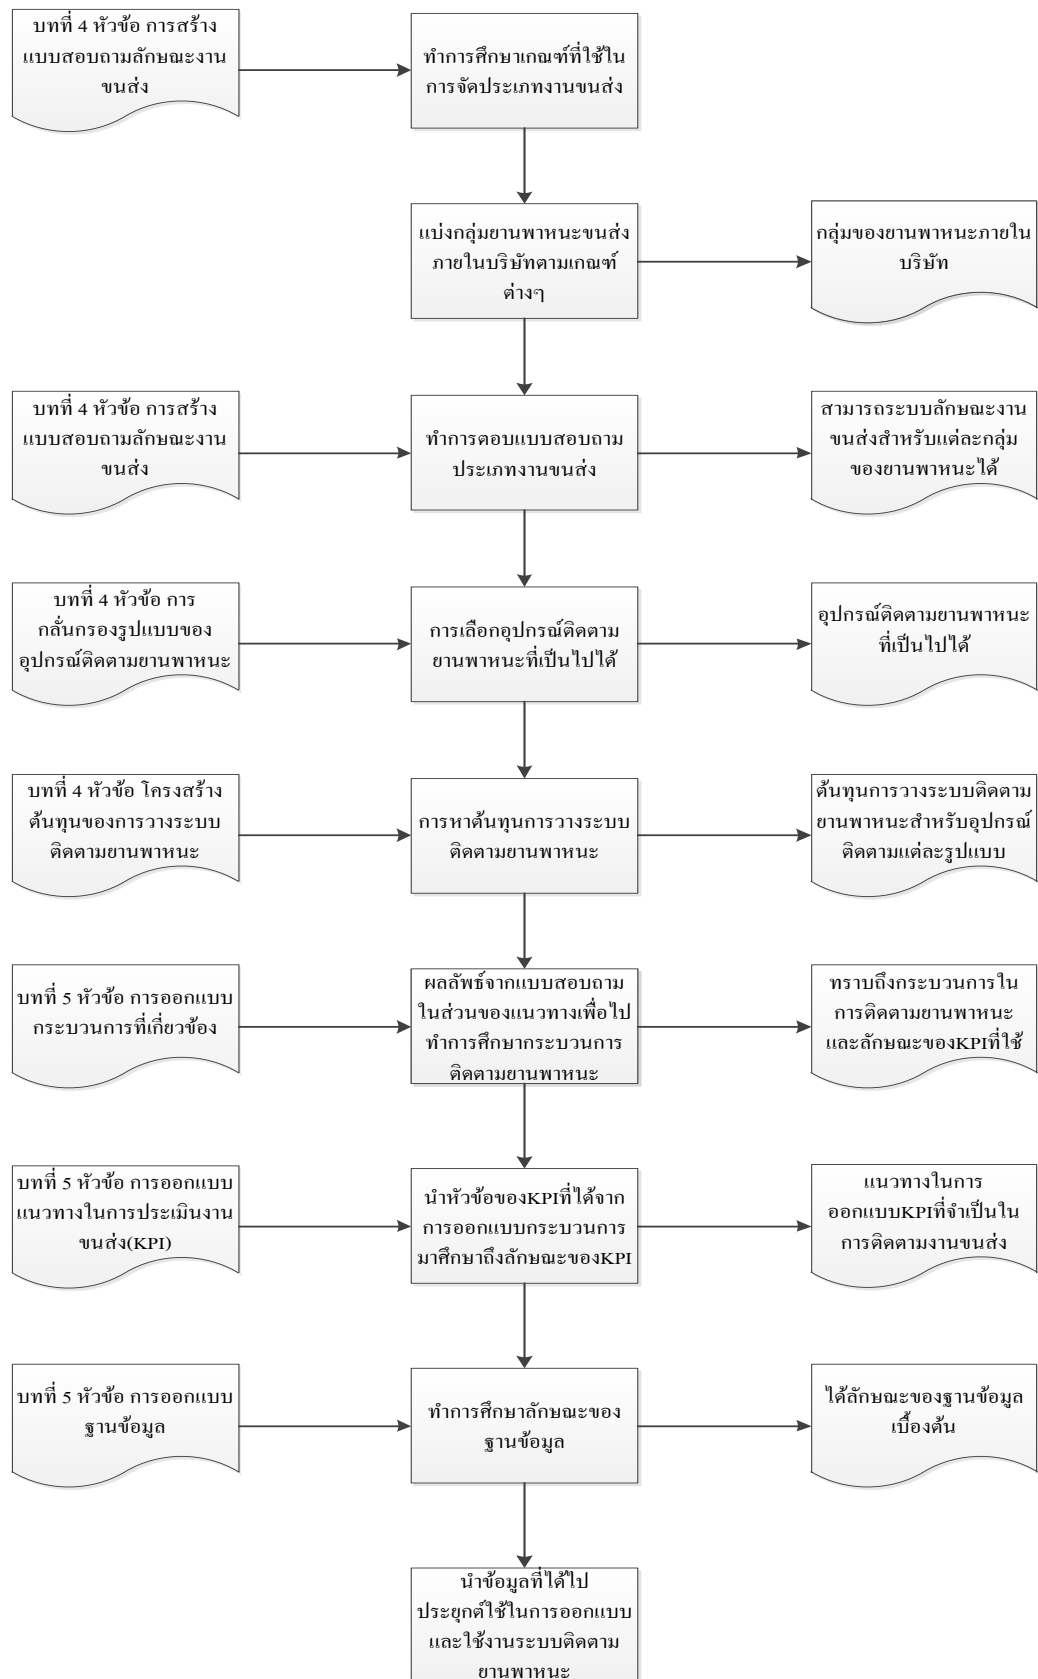 บทที่ 4 หัวข้อ การสร้าง
แบบสอบถามลักษณะงาน
ขนส่ง
ทำการศึกษาเกณฑ์ที่ใช้ใน
การจัดประเภทงานขนส่ง
แบ่งกลุ่มยานพาหนะขนส่ง
ภายในบริษัทตามเกณฑ์
ต่างๆ
กลุ่มของยานพาหนะภายใน
บริษัท
บทที่ 4 หัวข้อ การสร้าง
แบบสอบถามลักษณะงาน
ขนส่ง
ทำการตอบแบบสอบถาม
ประเภทงานขนส่ง
สามารถระบบลักษณะงาน
ขนส่งสำหรับแต่ละกลุ่ม
ของยานพาหนะได้
บทที่ 4 หัวข้อ การ
กลั่นกรองรูปแบบของ
อุปกรณ์ติดตามยานพาหนะ
การเลือกอุปกรณ์ติดตาม
ยานพาหนะที่เป็นไปได้
อุปกรณ์ติดตามยานพาหนะ
ที่เป็นไปได้
บทที่ 4 หัวข้อ โครงสร้าง
ต้นทุนของการวางระบบ
ติดตามยานพาหนะ
การหาต้นทุนการวางระบบ
ติดตามยานพาหนะ
ต้นทุนการวางระบบติดตาม
ยานพาหนะสำหรับอุปกรณ์
ติดตามแต่ละรูปแบบ
บทที่ 5 หัวข้อ การออกแบบ
กระบวนการที่เกี่ยวข้อง
ผลลัพธ์จากแบบสอบถาม
ในส่วนของแนวทางเพื่อไป
ทำการศึกษากระบวนการ
ติดตามยานพาหนะ
ทราบถึงกระบวนการใน
การติดตามยานพาหนะ
และลักษณะของKPIที่ใช้
บทที่ 5 หัวข้อ การออกแบบ
แนวทางในการประเมินงาน
ขนส่ง(KPI)
นำหัวข้อของKPIที่ได้จาก
การออกแบบกระบวนการ
มาศึกษาถึงลักษณะของKPI
แนวทางในการ
ออกแบบKPIที่จำเป็นใน
การติดตามงานขนส่ง
บทที่ 5 หัวข้อ การออกแบบ
ฐานข้อมูล
ทำการศึกษาลักษณะของ
ฐานข้อมูล
ได้ลักษณะของฐานข้อมูล
เบื้องต้น
นำข้อมูลที่ได้ไป
ประยุกต์ใช้ในการออกแบบ
และใช้งานระบบติดตาม
ยานพาหนะ